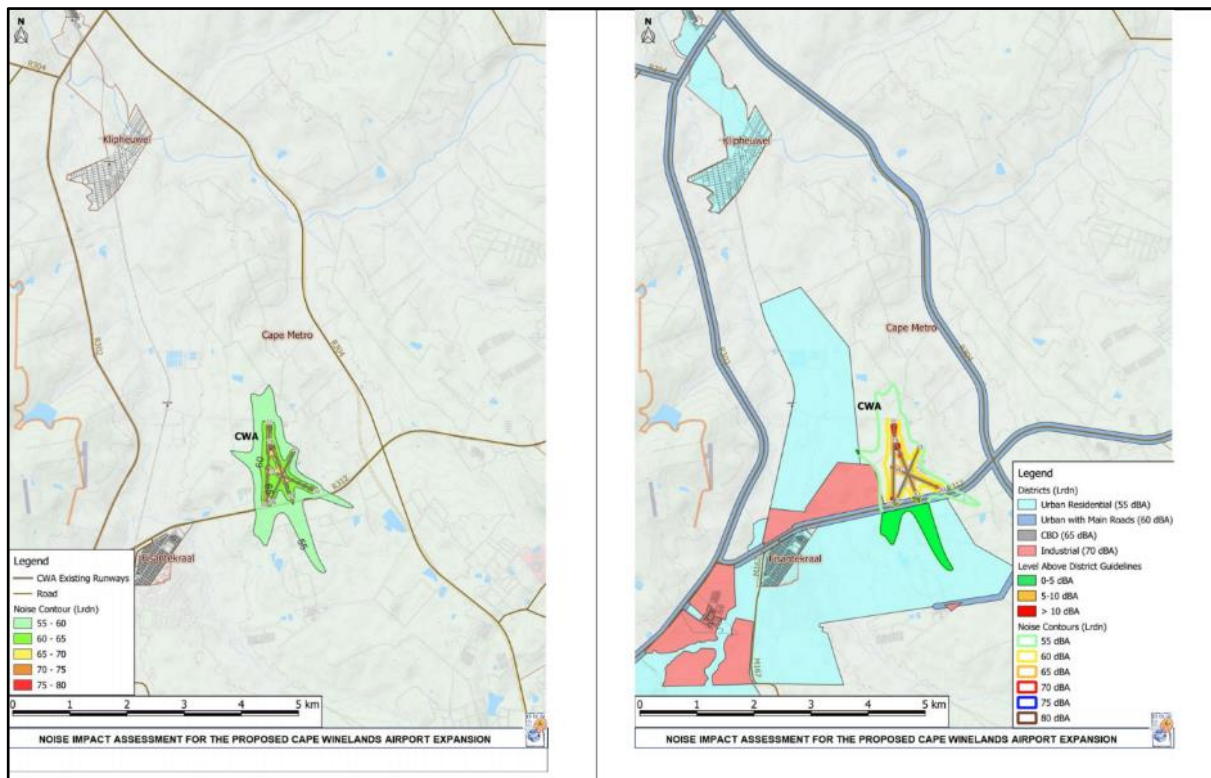 N
R304
Klipheuwel
R302
Cape Metro
R304
CWA
60
65
R312
55
Fisantekraal
Legend
CWA Existing Runways
Road
Noise Contour (Lrdn)
55 - 60
60 - 65
65 - 70
70 - 75
75 - 80
0 1 2 3 4 5 km
NOISE IMPACT ASSESSMENT FOR THE PROPOSED CAPE WINELANDS AIRPORT EXPANSION
N
R304
Klipheuwel
R302
Cape Metro
R304
CWA
R312
Fisantekraal
M167
Legend
Districts (Lrdn)
Urban Residential (55 dBA)
Urban with Main Roads (60 dBA)
CBD (65 dBA)
Industrial (70 dBA)
Level Above District Guidelines
0-5 dBA
5-10 dBA
> 10 dBA
Noise Contours (Lrdn)
55 dBA
60 dBA
65 dBA
70 dBA
75 dBA
80 dBA
0 1 2 3 4 5 km
NOISE IMPACT ASSESSMENT FOR THE PROPOSED CAPE WINELANDS AIRPORT EXPANSION